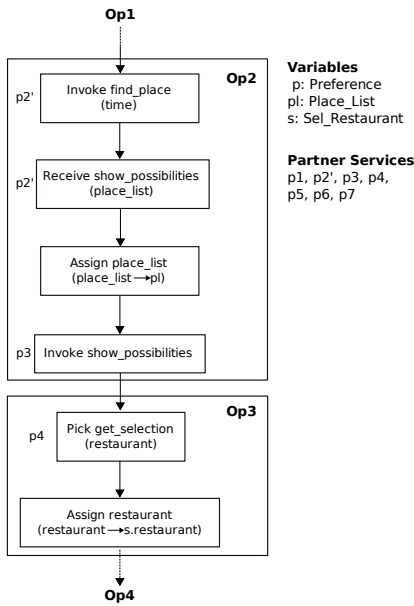 Op1
Op2
p2'
Invoke find_place
(time)
p2'
Receive show_possibilities
(place_list)
Assign place_list
(place_list→pl)
p3
Invoke show_possibilities
Op3
p4
Pick get_selection
(restaurant)
Assign restaurant
(restaurant→s.restaurant)
Op4
Variables
p: Preference
pl: Place_List
s: Sel_Restaurant
Partner Services
p1, p2', p3, p4,
p5, p6, p7